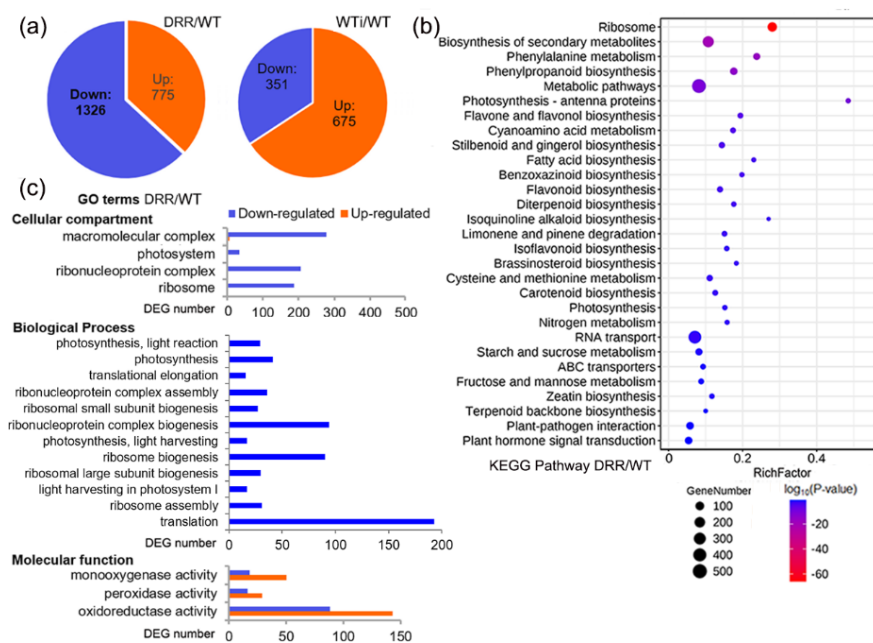 (a)
DRR/WT
WTi/WT
Down:
1326
Up:
775
Down:
351
Up:
675
(b)
Ribosome
Biosynthesis of secondary metabolites
Phenylalanine metabolism
Phenylpropanoid biosynthesis
Metabolic pathways
Photosynthesis - antenna proteins
Flavone and flavonol biosynthesis
Cyanoamino acid metabolism
Stilbenoid and gingerol biosynthesis
Fatty acid biosynthesis
Benzoxazinoid biosynthesis
Flavonoid biosynthesis
Diterpenoid biosynthesis
Isoquinoline alkaloid biosynthesis
Limonene and pinene degradation
Isoflavonoid biosynthesis
Brassinosteroid biosynthesis
Cysteine and methionine metabolism
Carotenoid biosynthesis
Photosynthesis
Nitrogen metabolism
RNA transport
Starch and sucrose metabolism
ABC transporters
Fructose and mannose metabolism
Zeatin biosynthesis
Terpenoid backbone biosynthesis
Plant-pathogen interaction
Plant hormone signal transduction
0 0.2 0.4
KEGG Pathway DRR/WT
RichFactor
GeneNumber
100
200
300
400
500
log10(P-value)
-20
-40
-60
(c)
GO terms DRR/WT
Down-regulated Up-regulated
Cellular compartment
macromolecular complex
photosystem
ribonucleoprotein complex
ribosome
DEG number 0 100 200 300 400 500
Biological Process
photosynthesis, light reaction
photosynthesis
translational elongation
ribonucleoprotein complex assembly
ribosomal small subunit biogenesis
ribonucleoprotein complex biogenesis
photosynthesis, light harvesting
ribosome biogenesis
ribosomal large subunit biogenesis
light harvesting in photosystem I
ribosome assembly
translation
DEG number 0 50 100 150 200
Molecular function
monooxygenase activity
peroxidase activity
oxidoreductase activity
DEG number 0 50 100 150